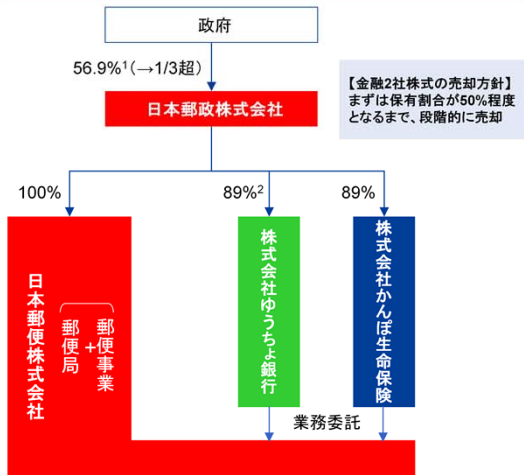 政府
56.9%¹(→1/3超)
日本郵政株式会社
【金融2社株式の売却方針】
まずは保有割合が50%程度
となるまで、段階的に売却
100%
89%²
89%
日本郵便株式会社
郵便局
+
郵便事業
株式会社ゆうちょ銀行
株式会社かんぽ生命保険
業務委託